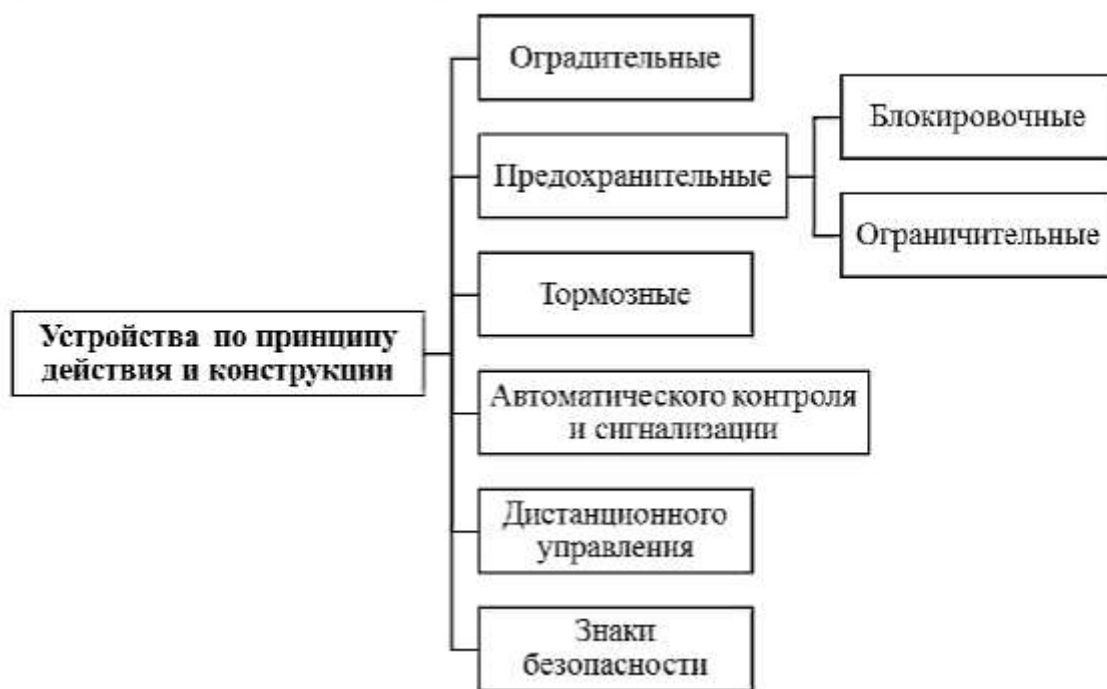 Устройства по принципу
действия и конструкции
Оградительные
Предохранительные
Блокировочные
Ограничительные
Тормозные
Автоматического контроля
и сигнализации
Дистанционного
управления
Знаки
безопасности